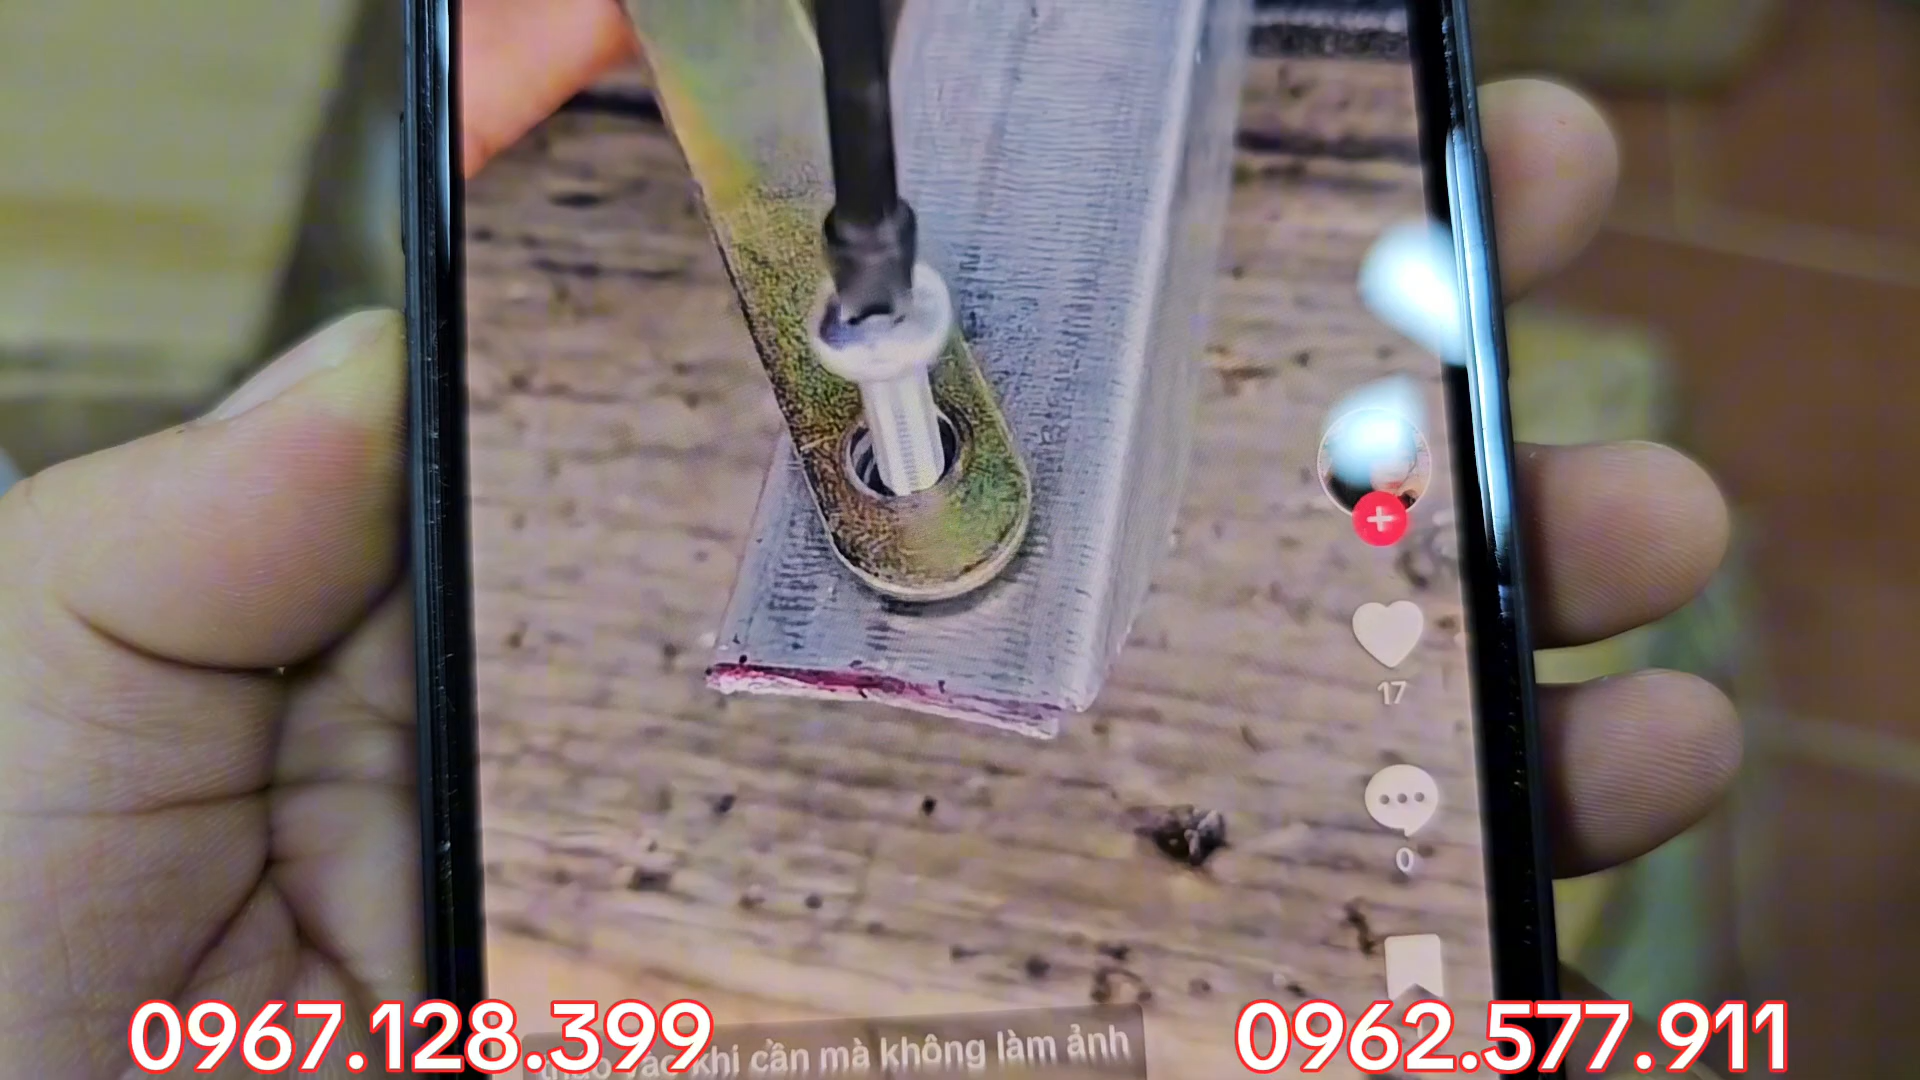 17
0
khi cần mà không làm ảnh
0967.128.399
0962.577.911